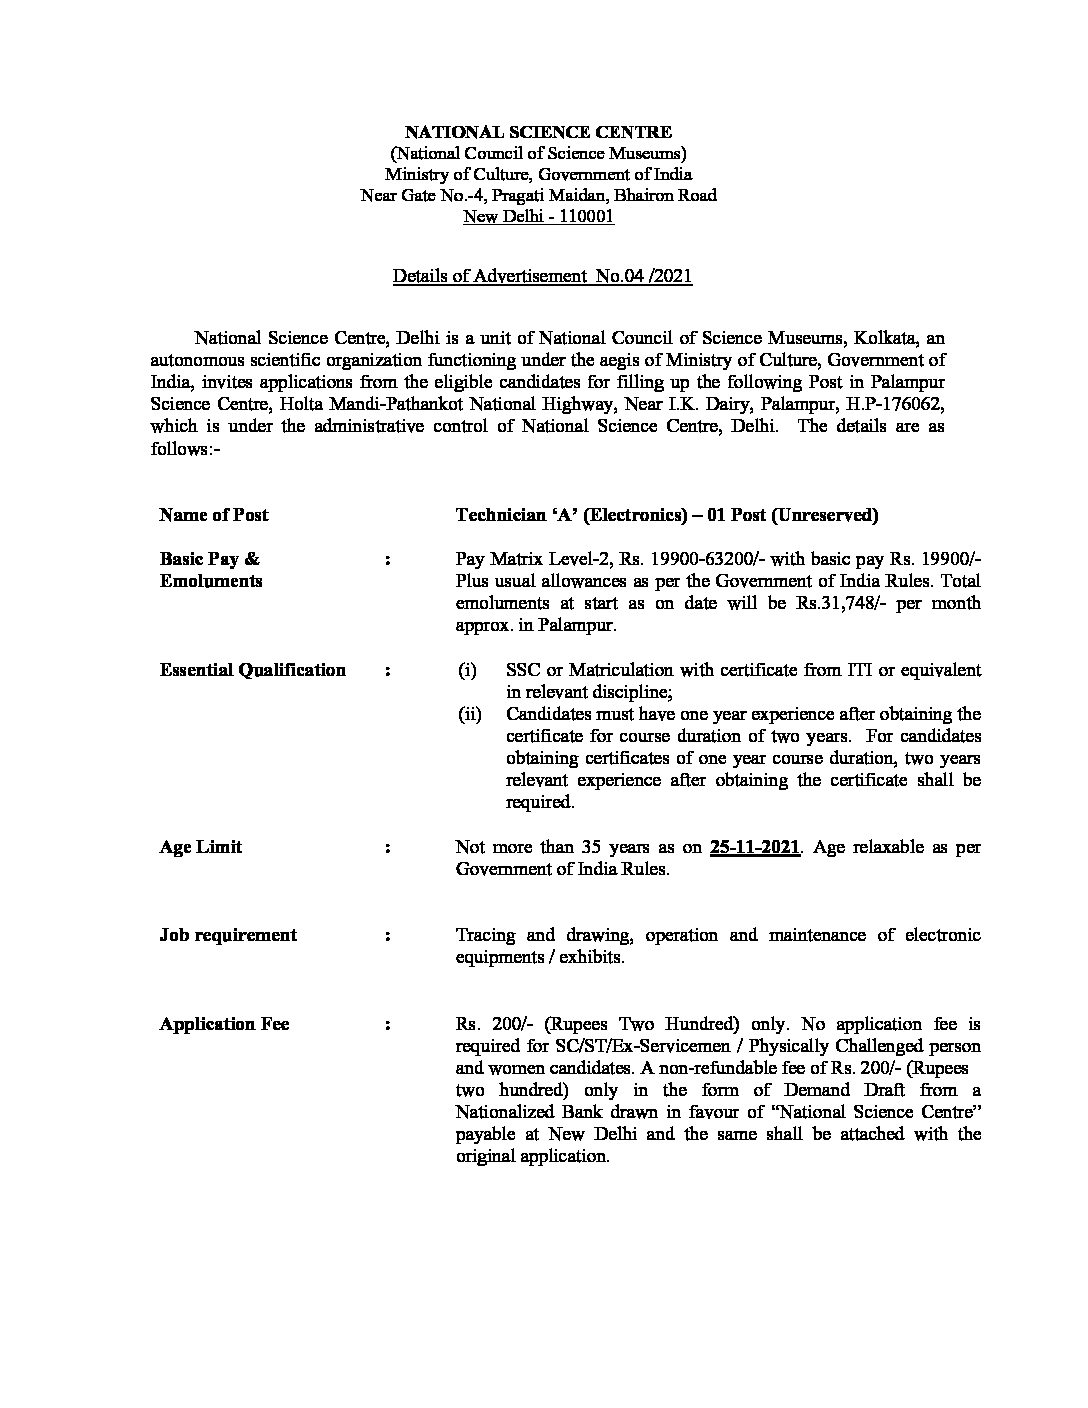 NATIONAL SCIENCE CENTRE
(National Council of Science Museums)
Ministry of Culture, Government of India
Near Gate No.-4, Pragati Maidan, Bhairon Road
New Delhi - 110001
Details of Advertisement No.04 /2021
National Science Centre, Delhi is a unit of National Council of Science Museums, Kolkata, an
autonomous scientific organization functioning under the aegis of Ministry of Culture, Government of
India, invites applications from the eligible candidates for filling up the following Post in Palampur
Science Centre, Holta Mandi-Pathankot National Highway, Near I.K. Dairy, Palampur, H.P-176062,
which is under the administrative control of National Science Centre, Delhi. The details are as
follows:-
Name of Post Technician ‘A’ (Electronics) – 01 Post (Unreserved)
Basic Pay & : Pay Matrix Level-2, Rs. 19900-63200/- with basic pay Rs. 19900/-
Emoluments Plus usual allowances as per the Government of India Rules. Total
emoluments at start as on date will be Rs.31,748/- per month
approx. in Palampur.
Essential Qualification : (i) SSC or Matriculation with certificate from ITI or equivalent
in relevant discipline;
(ii) Candidates must have one year experience after obtaining the
certificate for course duration of two years. For candidates
obtaining certificates of one year course duration, two years
relevant experience after obtaining the certificate shall be
required.
Age Limit : Not more than 35 years as on 25-11-2021. Age relaxable as per
Government of India Rules.
Job requirement : Tracing and drawing, operation and maintenance of electronic
equipments / exhibits.
Application Fee : Rs. 200/- (Rupees Two Hundred) only. No application fee is
required for SC/ST/Ex-Servicemen / Physically Challenged person
and women candidates. A non-refundable fee of Rs. 200/- (Rupees
two hundred) only in the form of Demand Draft from a
Nationalized Bank drawn in favour of “National Science Centre”
payable at New Delhi and the same shall be attached with the
original application.